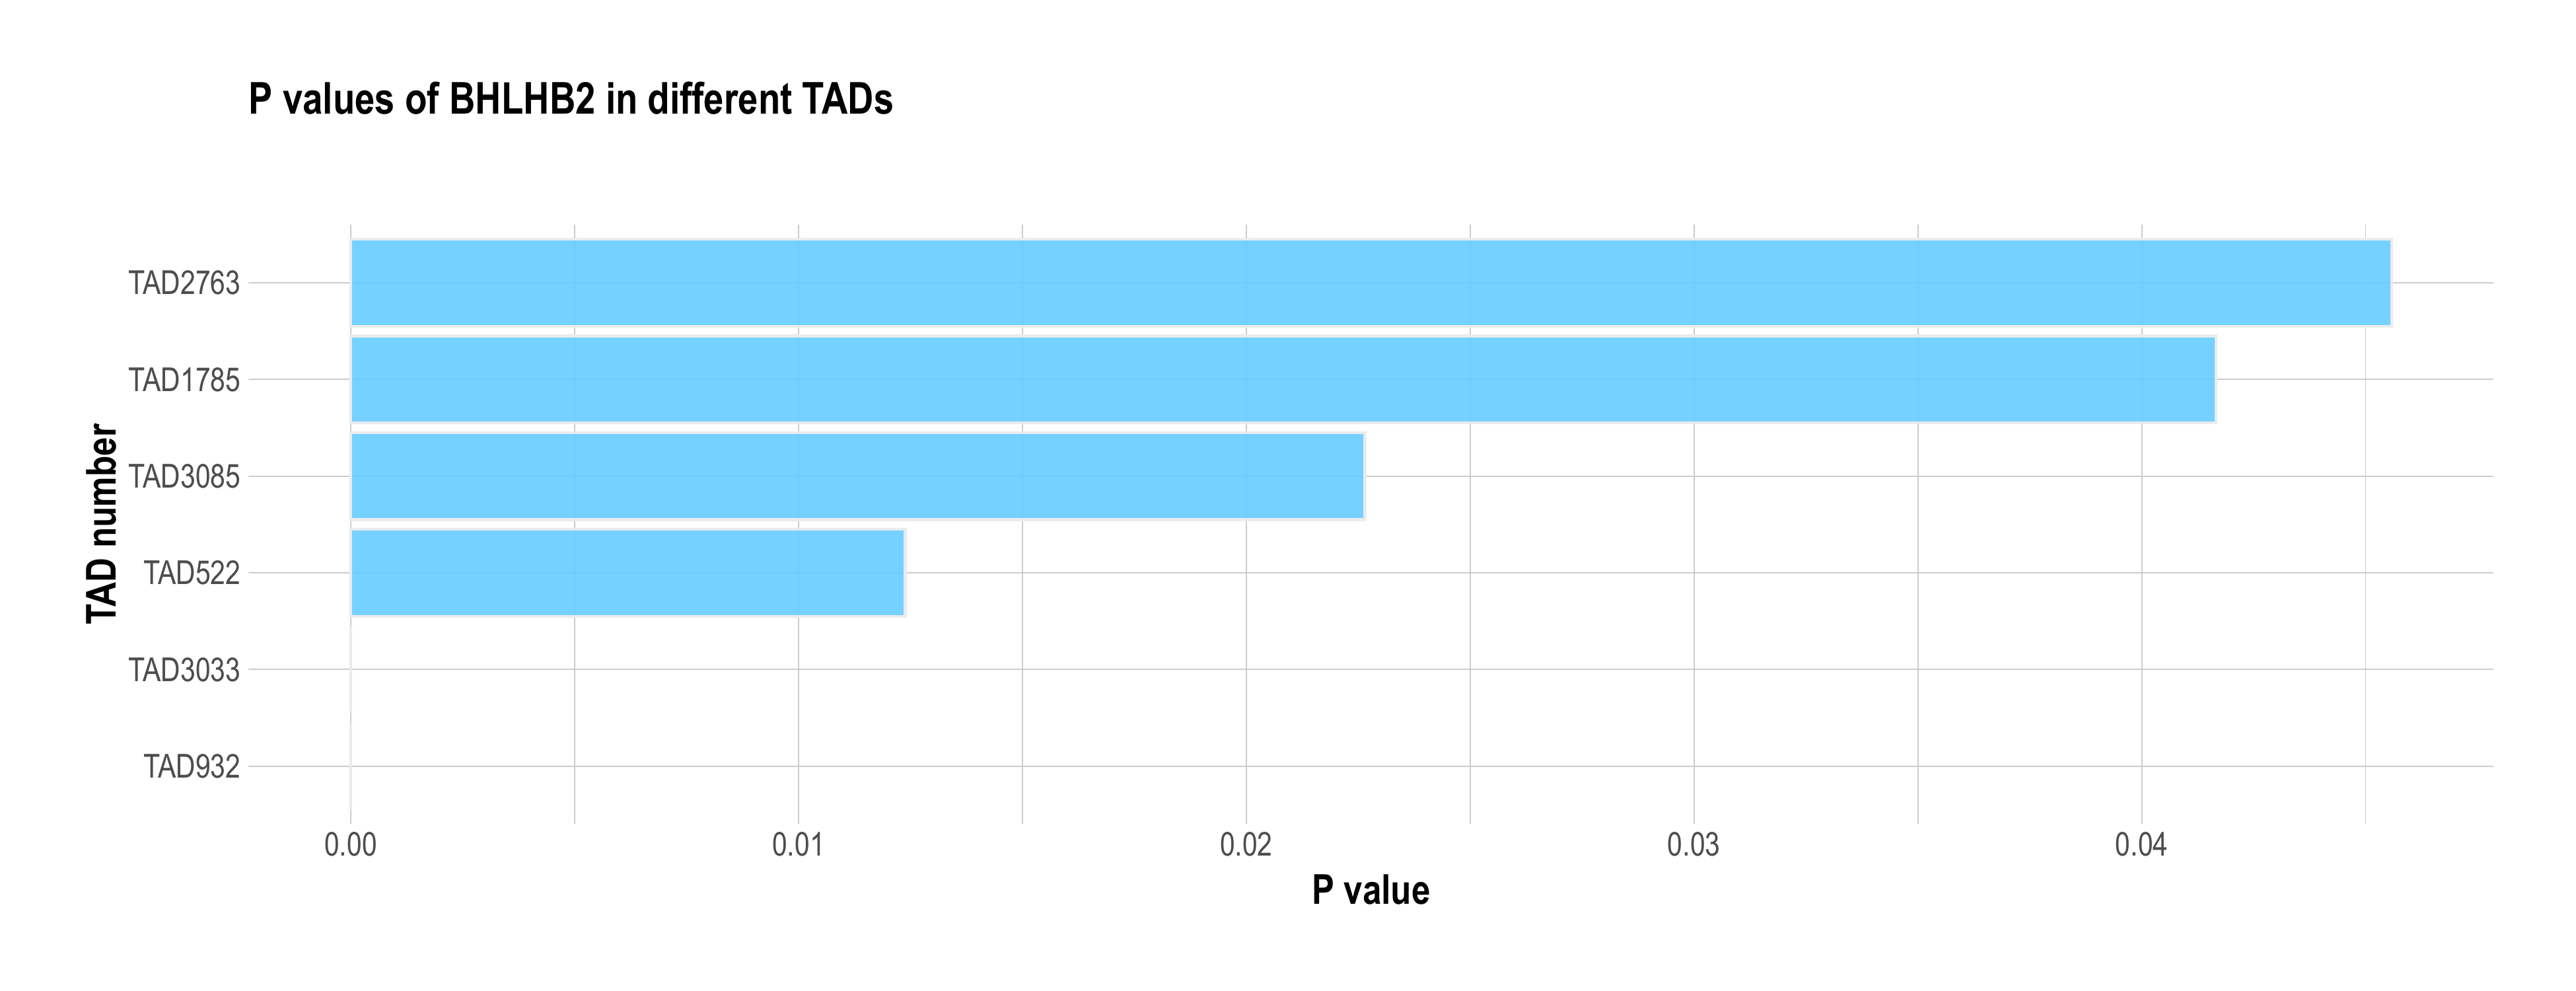 P values of BHLHB2 in different TADs
TAD number
TAD2763
TAD1785
TAD3085
TAD522
TAD3033
TAD932
0.00 0.01 0.02 0.03 0.04
P value